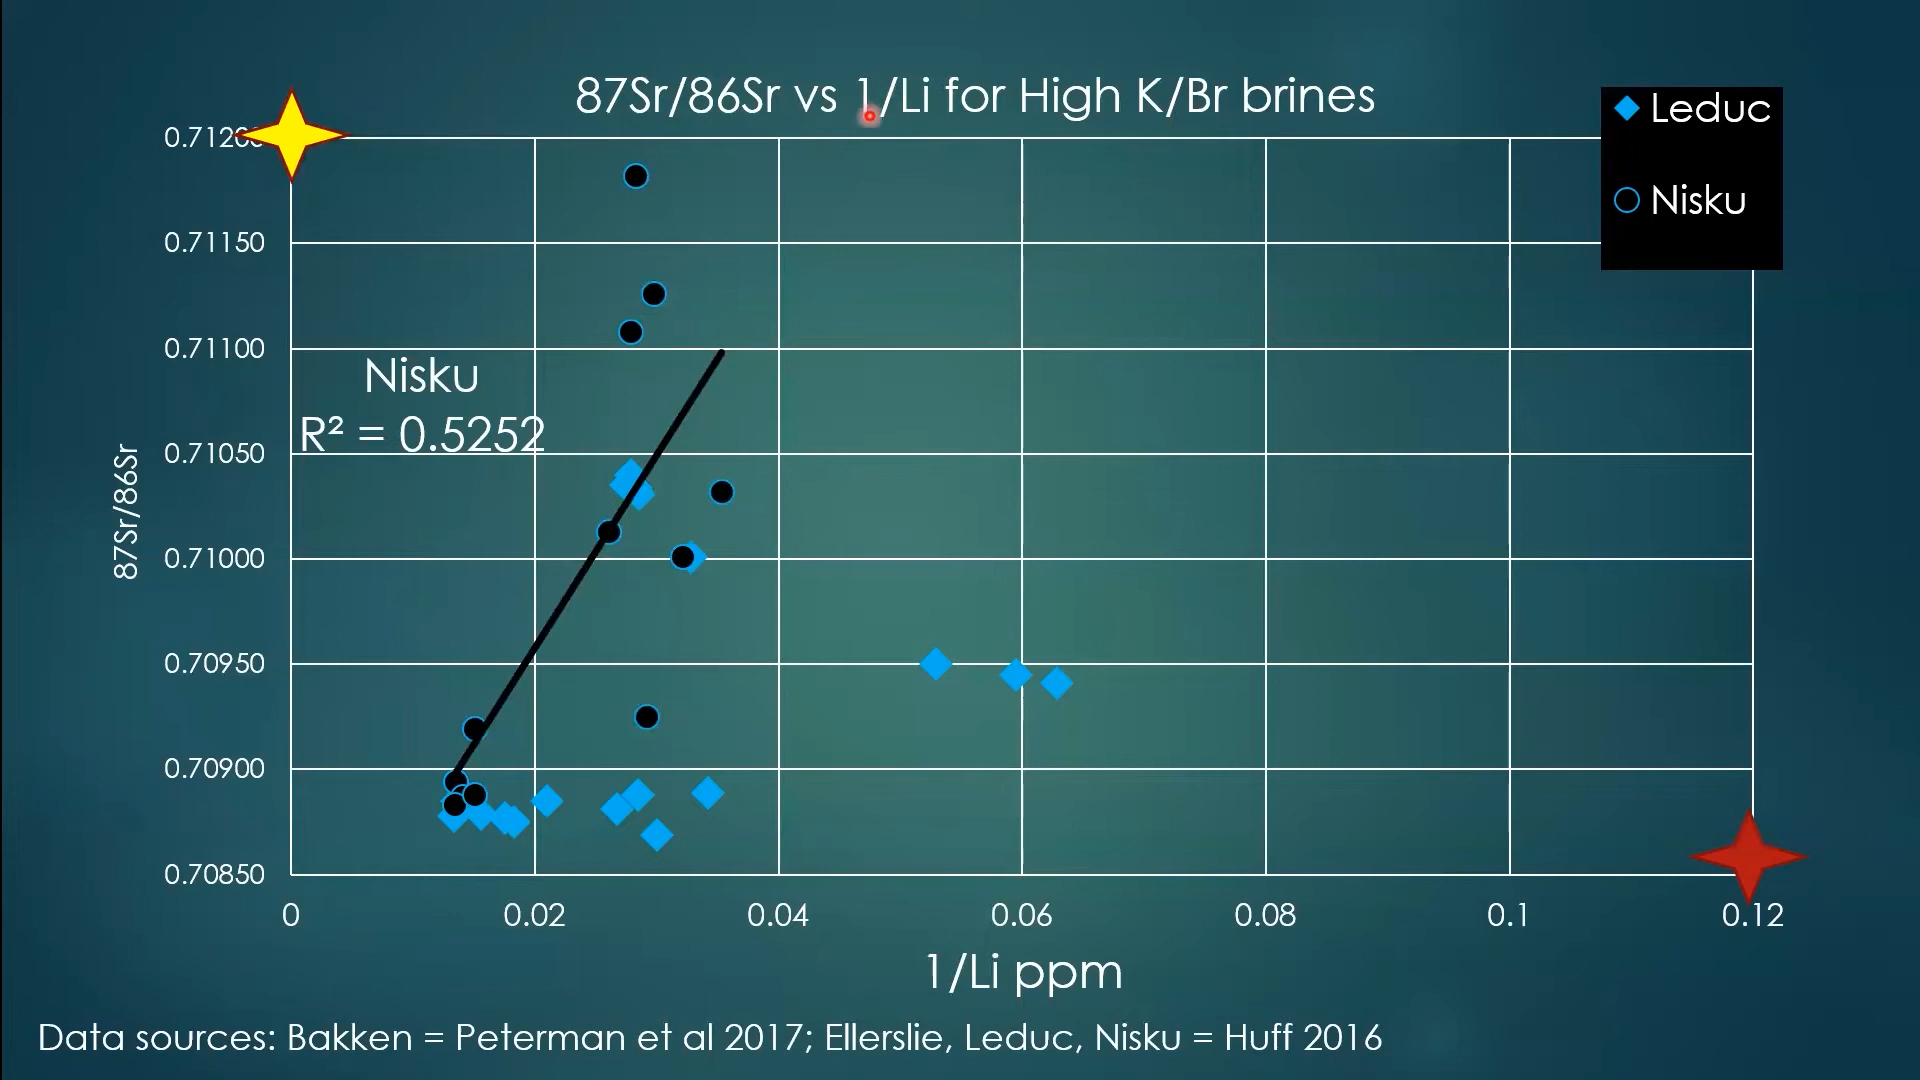 87Sr/86Sr vs 1/Li for High K/Br brines
Leduc
Nisku
0.71200
0.71150
0.71100
0.71050
0.71000
0.70950
0.70900
0.70850
87Sr/86Sr
Nisku
R² = 0.5252
0 0.02 0.04 0.06 0.08 0.1 0.12
1/Li ppm
Data sources: Bakken = Peterman et al 2017; Ellerslie, Leduc, Nisku = Huff 2016